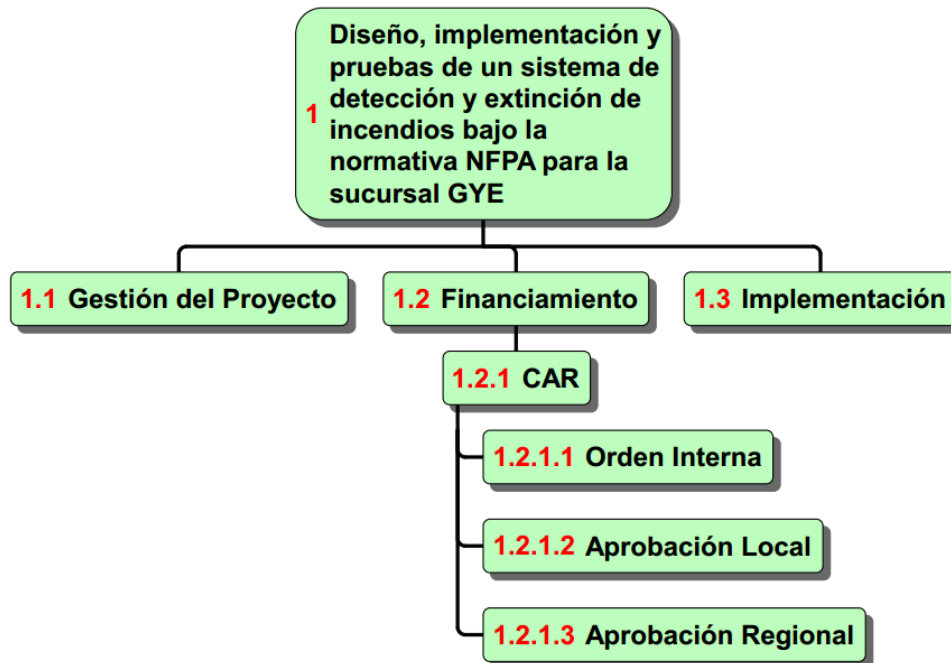 1 Diseño, implementación y
pruebas de un sistema de
detección y extinción de
incendios bajo la
normativa NFPA para la
sucursal GYE
1.1 Gestión del Proyecto
1.2 Financiamiento
1.3 Implementación
1.2.1 CAR
1.2.1.1 Orden Interna
1.2.1.2 Aprobación Local
1.2.1.3 Aprobación Regional